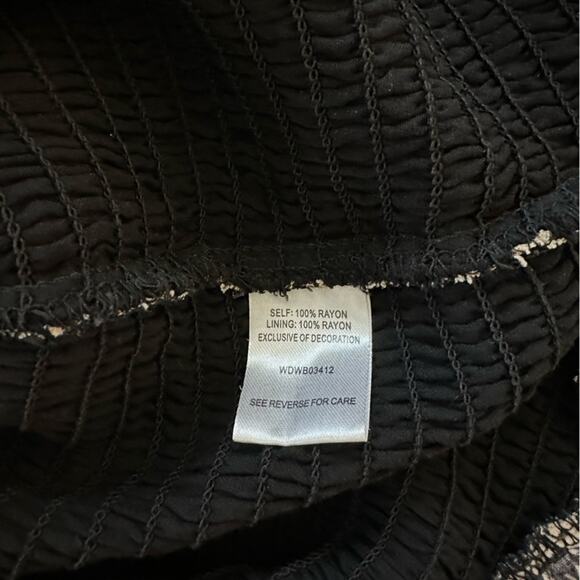 SELF: 100% RAYON
LINING: 100% RAYON
EXCLUSIVE OF DECORATION
WDWB03412
SEE REVERSE FOR CARE